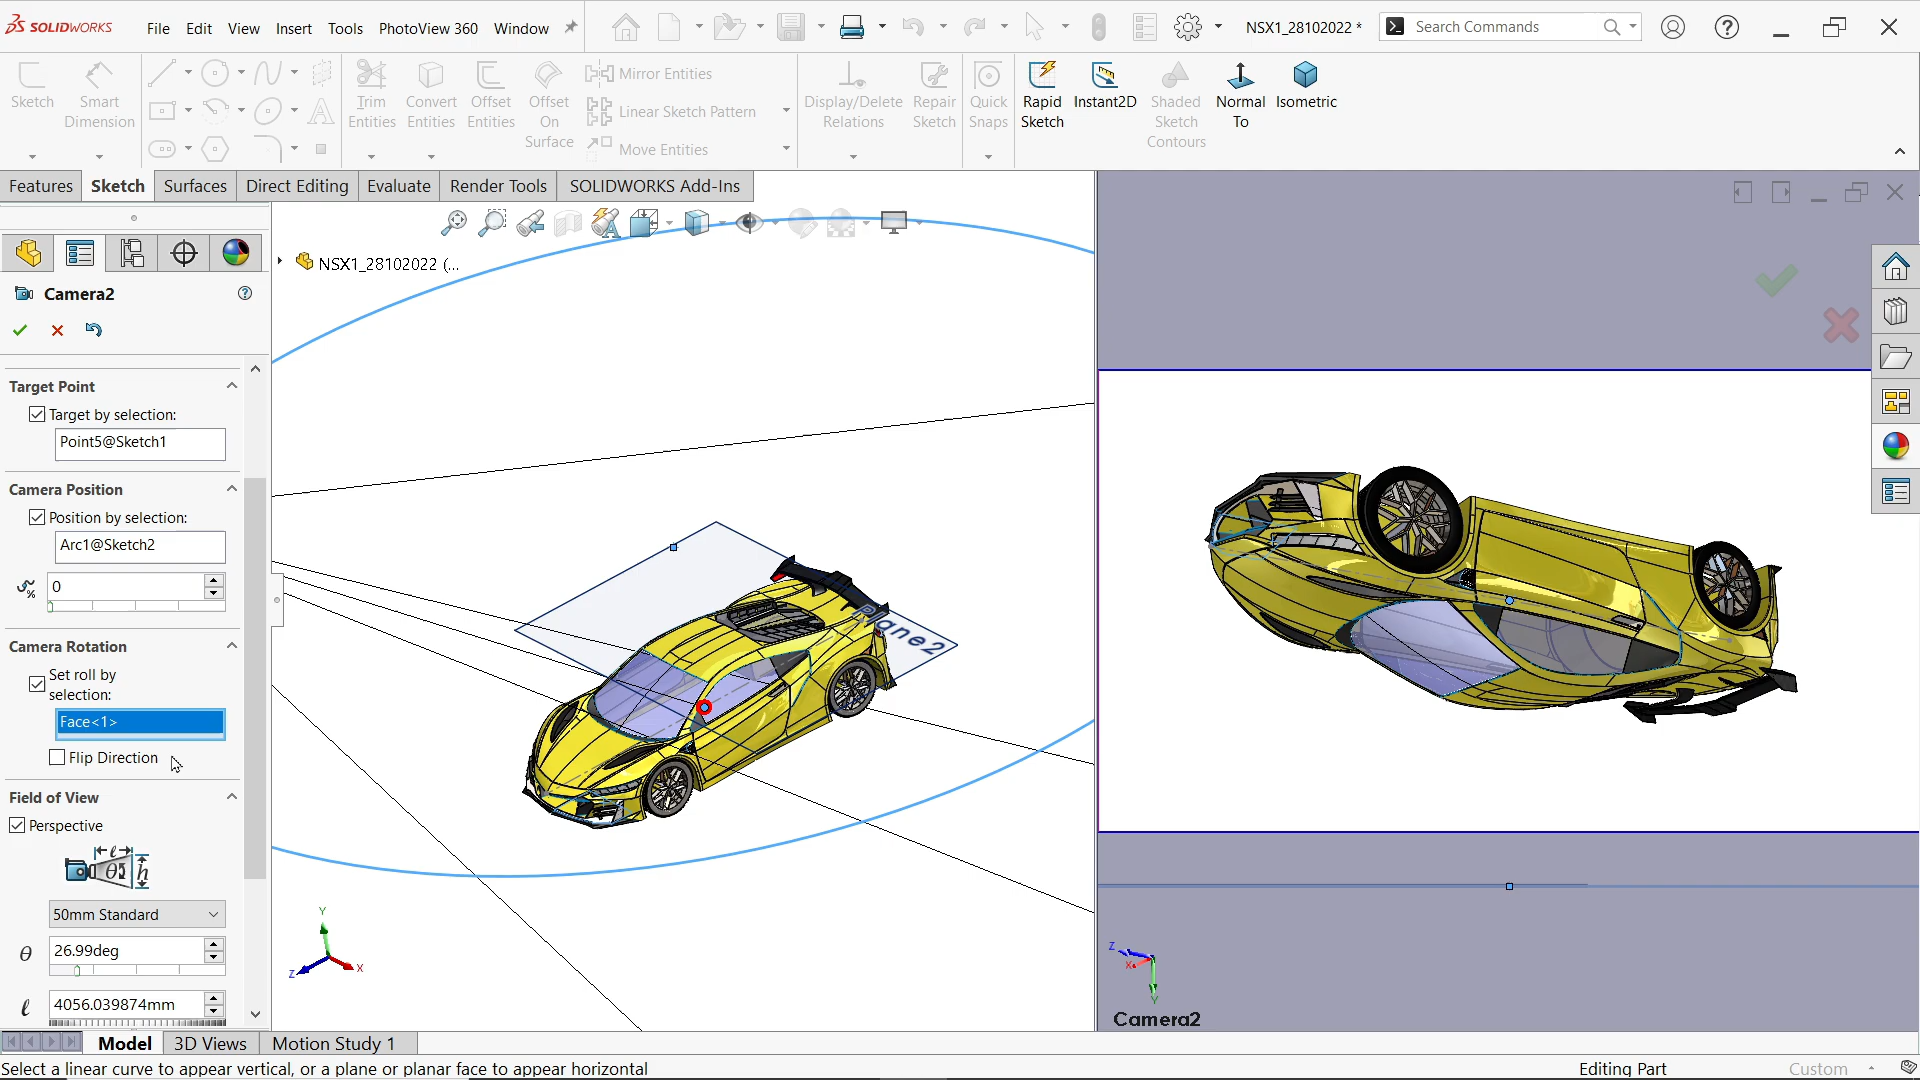 SOLIDWORKS File Edit View Insert Tools PhotoView 360 Window NSX1_28102022 * Search Commands
Sketch Smart Dimension Trim Entities Convert Entities Offset Entities Offset On Surface Mirror Entities Linear Sketch Pattern Move Entities Display/Delete Relations Repair Sketch Quick Snaps Rapid Sketch Instant2D Shaded Sketch Contours Normal To Isometric
Features Sketch Surfaces Direct Editing Evaluate Render Tools SOLIDWORKS Add-Ins
NSX1_28102022 (...
Camera2
Target Point
Target by selection:
Point5@Sketch1
Camera Position
Position by selection:
Arc1@Sketch2
% 0
Camera Rotation
Set roll by
selection:
Face<1>
Flip Direction
Field of View
Perspective
ℓ θ h
50mm Standard
θ 26.99deg
ℓ 4056.039874mm
Plane2
Y
Z X
Z
X
Y
Camera2
Model 3D Views Motion Study 1
Select a linear curve to appear vertical, or a plane or planar face to appear horizontal Editing Part Custom